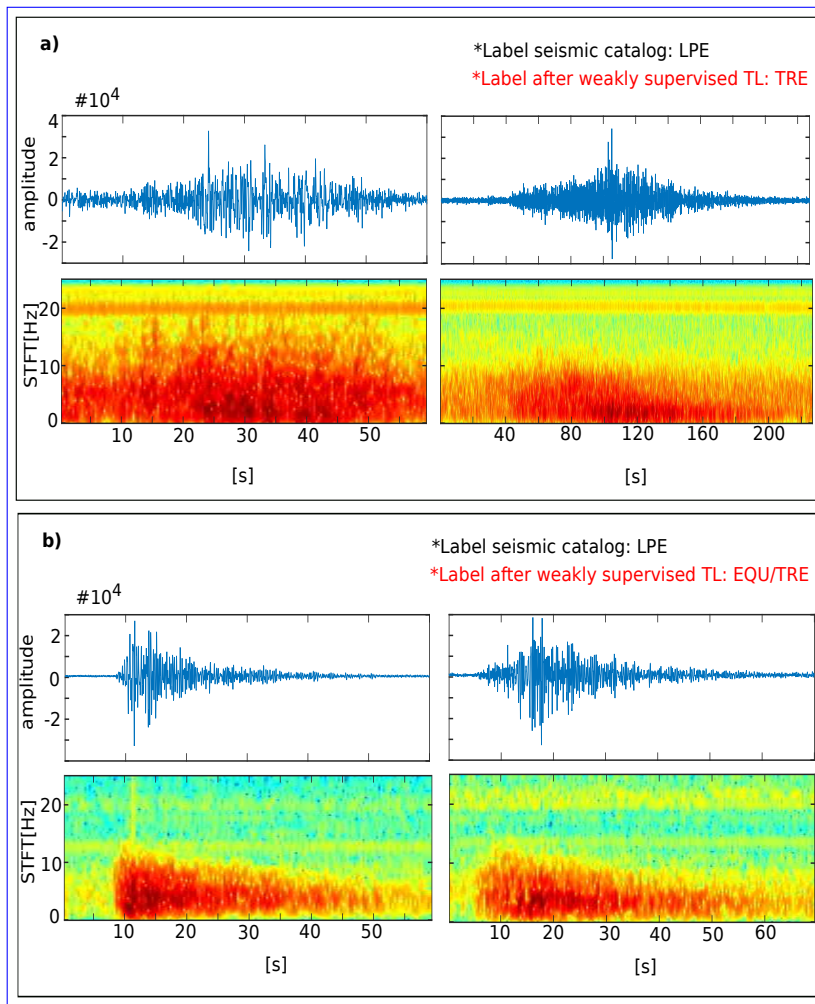 a)
*Label seismic catalog: LPE
*Label after weakly supervised TL: TRE
#10^4
amplitude
4
2
0
-2
STFT[Hz]
20
10
0
10 20 30 40 50
40 80 120 160 200
[s] [s]
b)
*Label seismic catalog: LPE
*Label after weakly supervised TL: EQU/TRE
#10^4
amplitude
2
0
-2
STFT[Hz]
20
10
0
10 20 30 40 50
10 20 30 40 50 60
[s] [s]